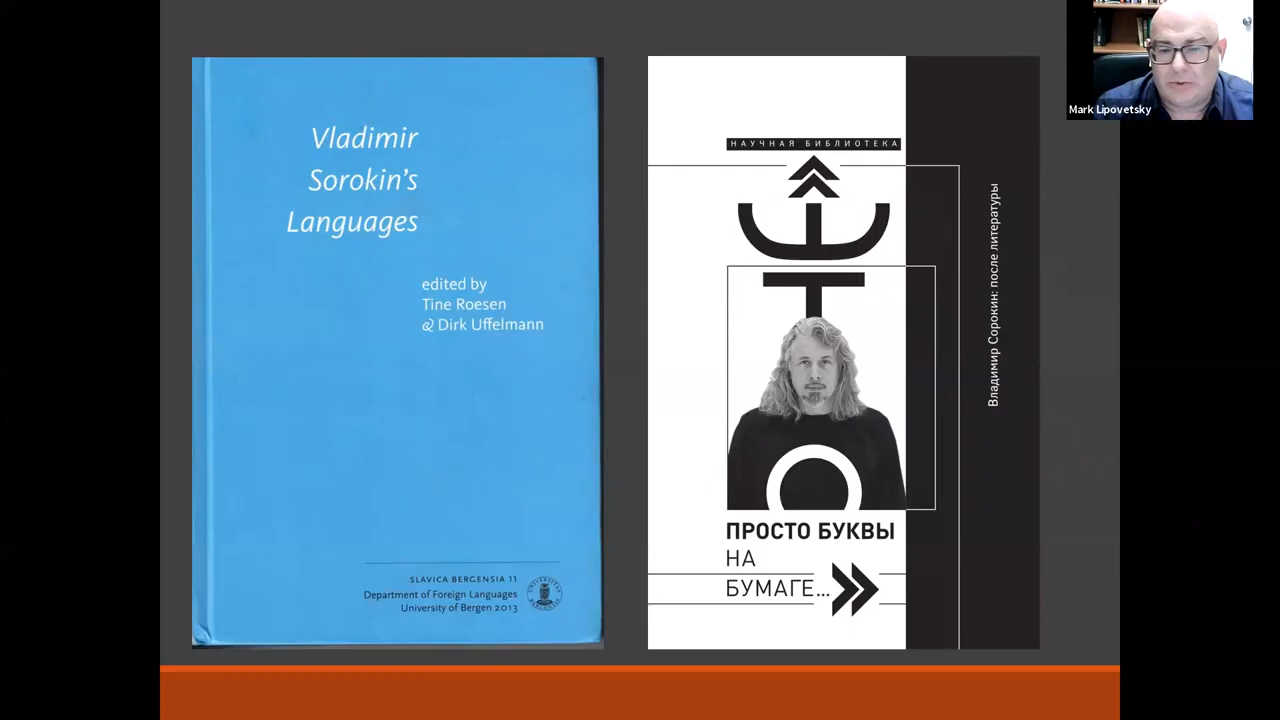 Vladimir
Sorokin's
Languages
edited by
Tine Roesen
& Dirk Uffelmann
SLAVICA BERGENSIA 11
Department of Foreign Languages
University of Bergen 2013
НАУЧНАЯ БИБЛИОТЕКА
ЭТО
ПРОСТО БУКВЫ
НА
БУМАГЕ...
Владимир Сорокин: после литературы
Mark Lipovetsky